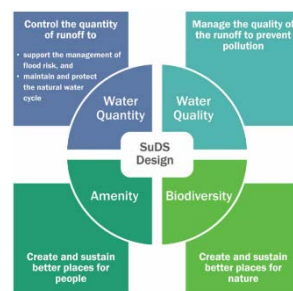 Control the quantity
of runoff to
• support the management of
flood risk, and
• maintain and protect
the natural water
cycle
Manage the quality of
the runoff to prevent
pollution
Water
Quantity
Water
Quality
SuDS
Design
Amenity
Biodiversity
Create and sustain
better places for
people
Create and sustain
better places for
nature